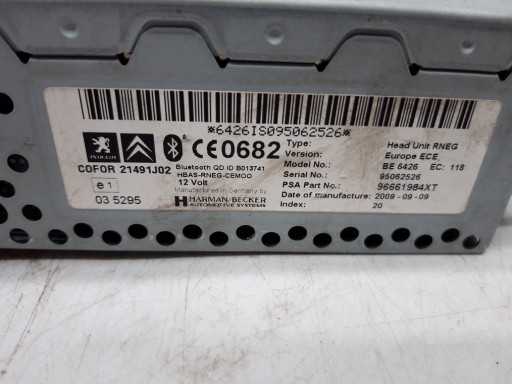 *6426IS095062526*
PEUGEOT
CE0682
COFOR 21491J02
Bluetooth QD ID B013741
HBAS-RNEG-CEMOO
12 Volt
Manufactured in Germany by
HARMAN/BECKER
AUTOMOTIVE SYSTEMS
e1
03 5295
Type: Head Unit RNEG
Version: Europe ECE
Model No.: BE 6426 EC: 118
Serial No.: 95062526
PSA Part No.: 96661984XT
Date of manufacture: 2009-09-09
Index: 20